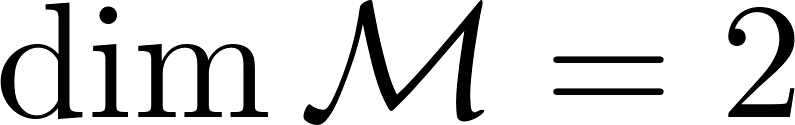 dim ℳ = 2